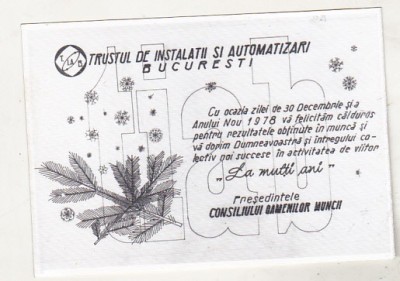 T.IA.B
TRUSTUL DE INSTALATII SI AUTOMATIZARI
BUCURESTI
tiab
Cu ocazia zilei de 30 Decembrie și a
Anului Nou 1978 vă felicităm călduros
pentru rezultatele obținute în muncă și
vă dorim Dumneavoastră și întregului co-
lectiv noi succese în activitatea de viitor
„La mulți ani"
Președintele
CONSILIULUI OAMENILOR MUNCII